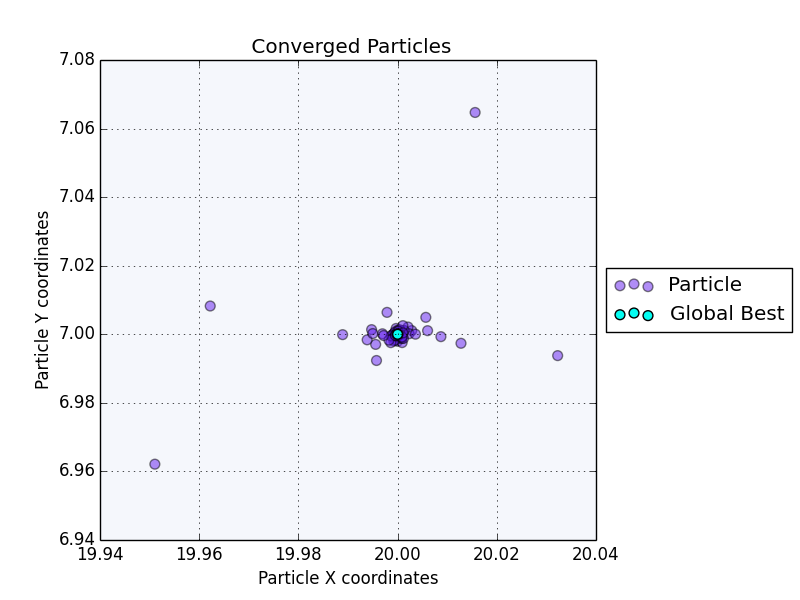 Converged Particles
7.08
7.06
7.04
7.02
7.00
6.98
6.96
6.94
Particle Y coordinates
19.94 19.96 19.98 20.00 20.02 20.04
Particle X coordinates
Particle
Global Best